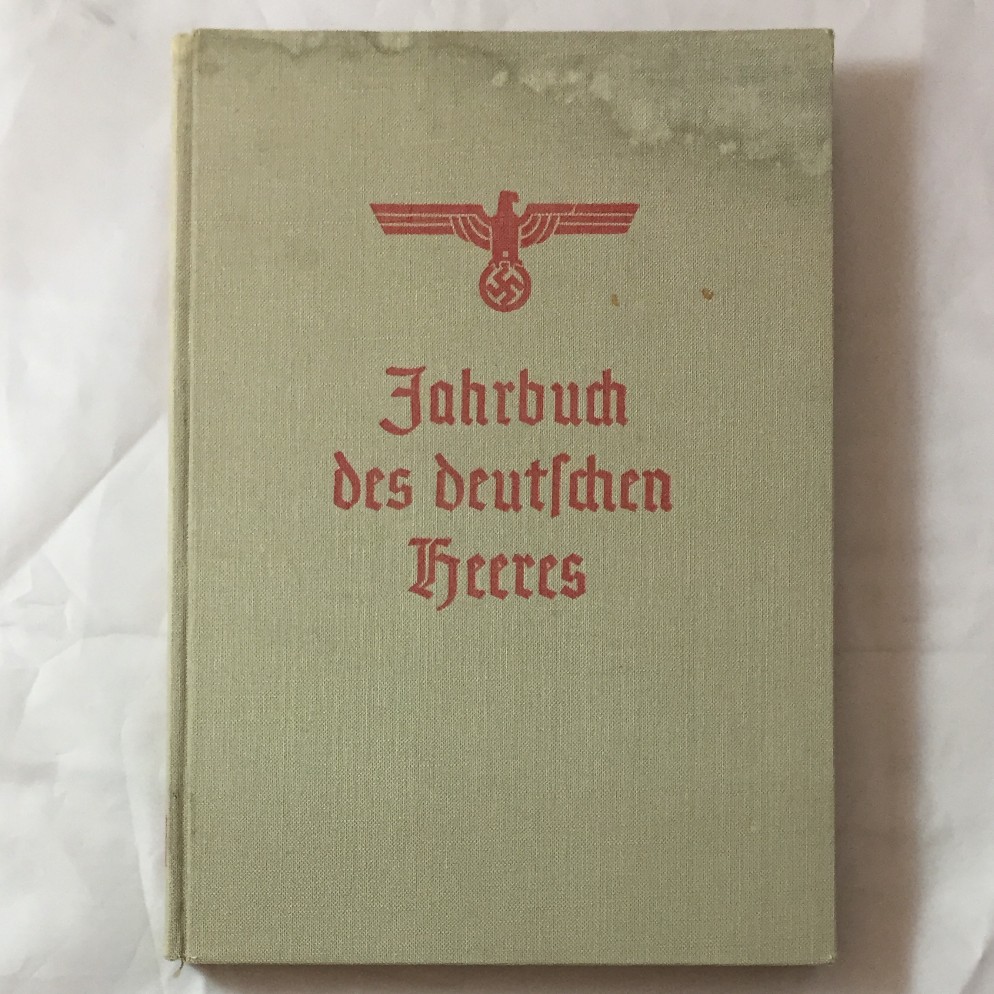 Jahrbuch
des deutſchen
Heeres